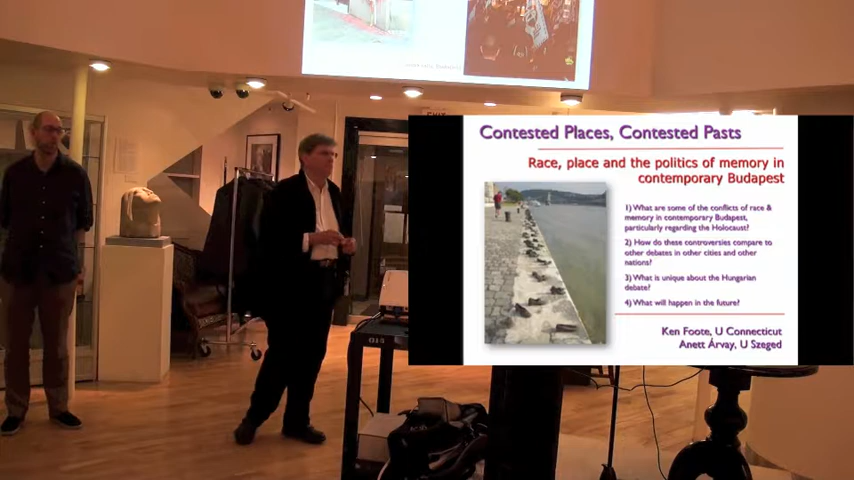 EXIT
Contested Places, Contested Pasts
Race, place and the politics of memory in
contemporary Budapest
1) What are some of the conflicts of race &
memory in contemporary Budapest,
particularly regarding the Holocaust?
2) How do these controversies compare to
other debates in other cities and other
nations?
3) What is unique about the Hungarian
debate?
4) What will happen in the future?
Ken Foote, U Connecticut
Anett Árvay, U Szeged